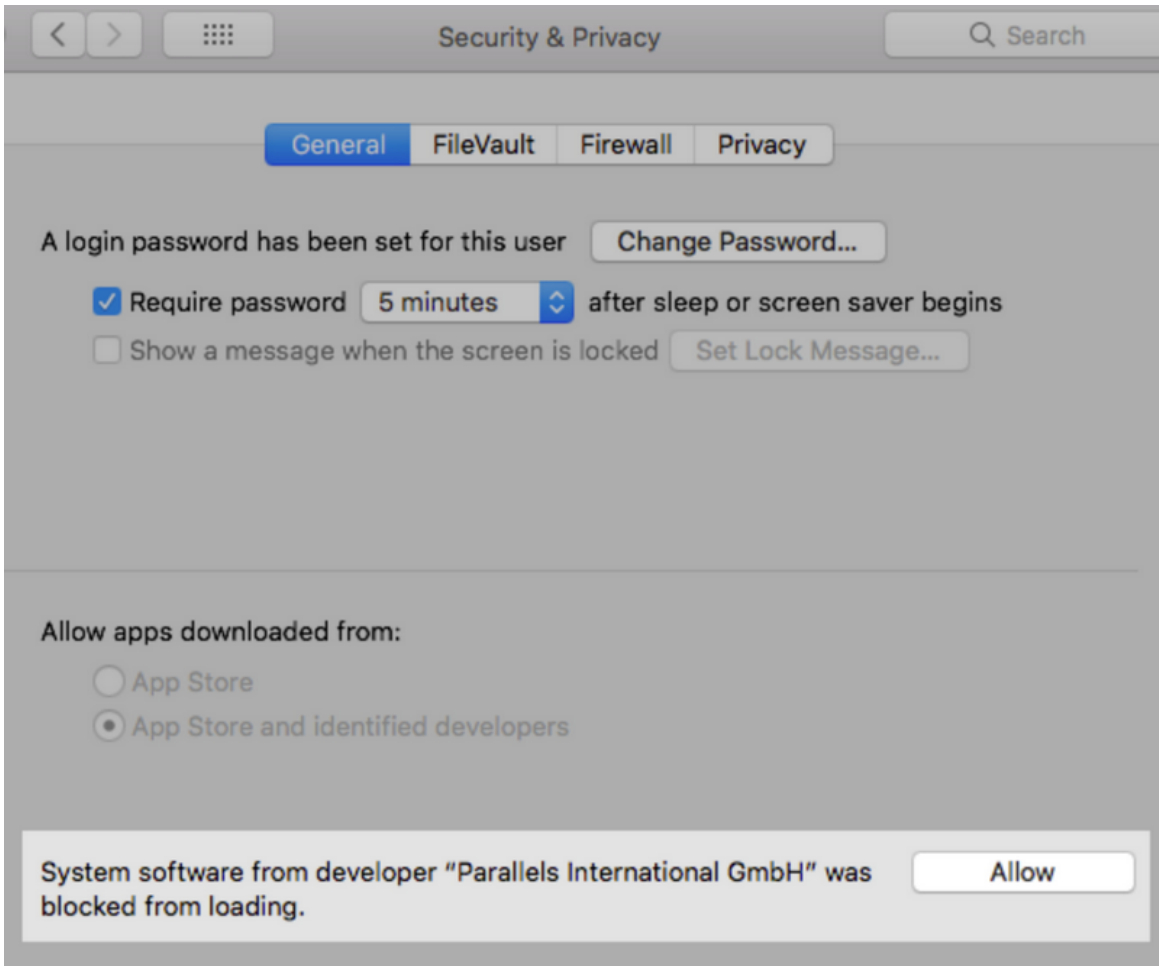 Security & Privacy
Search
General FileVault Firewall Privacy
A login password has been set for this user Change Password...
Require password 5 minutes after sleep or screen saver begins
Show a message when the screen is locked Set Lock Message...
Allow apps downloaded from:
App Store
App Store and identified developers
System software from developer “Parallels International GmbH” was Allow
blocked from loading.